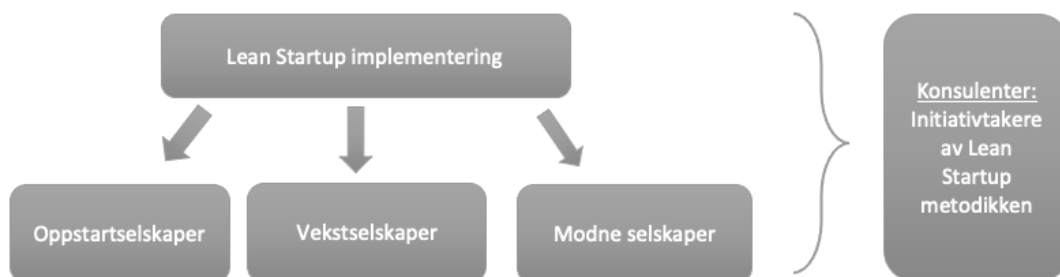 Lean Startup implementering
Oppstartselskaper
Vekstselskaper
Modne selskaper
Konsulenter:
Initiativtakere
av Lean
Startup
metodikken